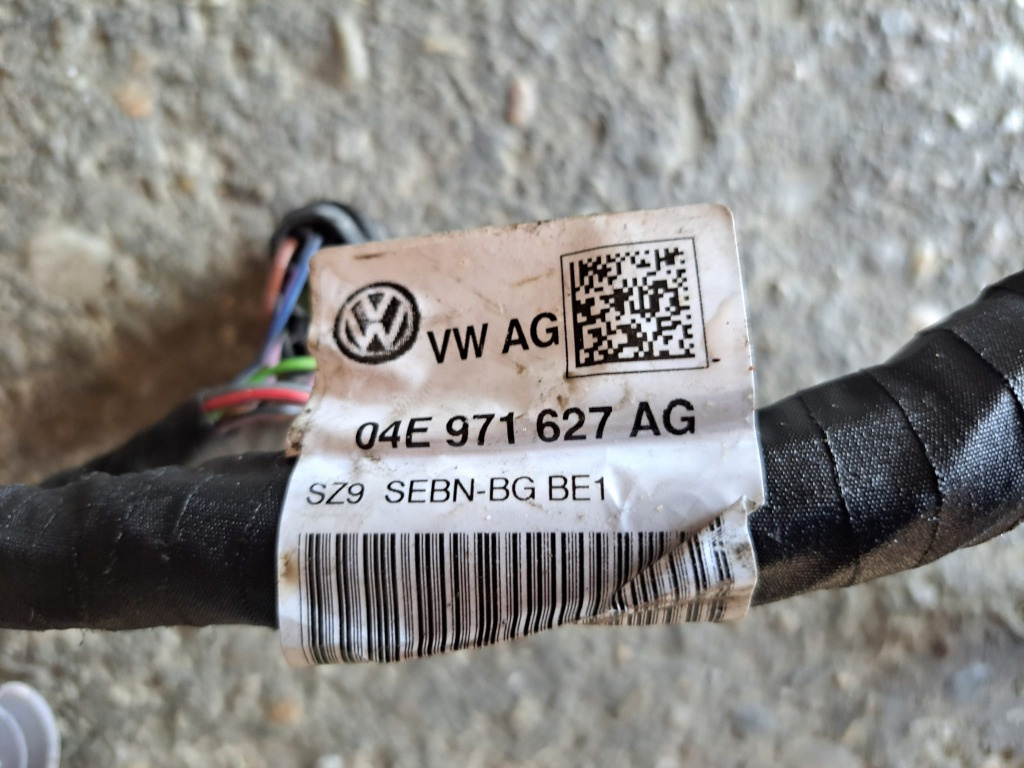 VW AG
04E 971 627 AG
SZ9 SEBN-BG BE1